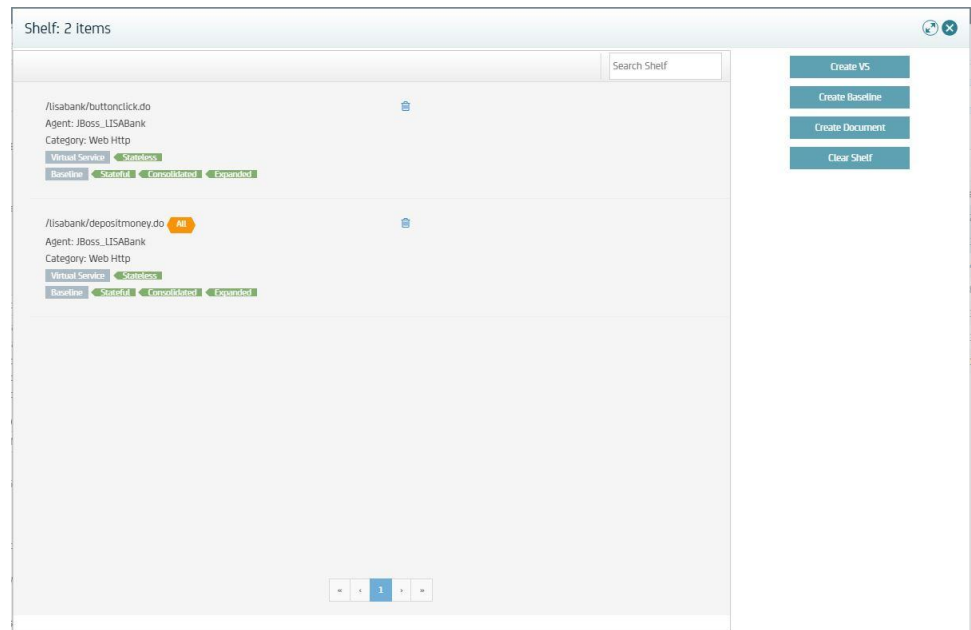 Shelf: 2 items
Search Shelf
Create VS
Create Baseline
Create Document
Clear Shelf
/lisabank/buttonclick.do
Agent: JBoss_LISABank
Category: Web Http
Virtual Service Stateless
Baseline Stateful Consolidated Expanded
/lisabank/depositmoney.do All
Agent: JBoss_LISABank
Category: Web Http
Virtual Service Stateless
Baseline Stateful Consolidated Expanded
« ‹ 1 › »